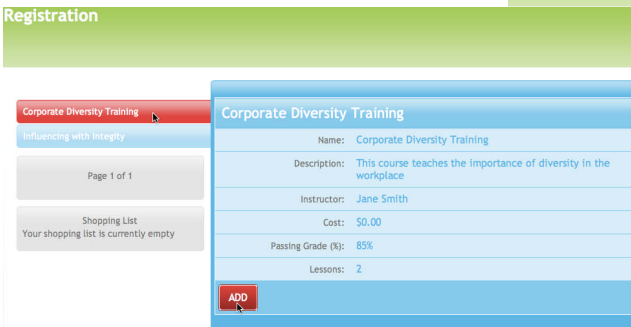 Registration
Corporate Diversity Training
Influencing with Integity
Page 1 of 1
Shopping List
Your shopping list is currently empty
Corporate Diversity Training
Name: Corporate Diversity Training
Description: This course teaches the importance of diversity in the
workplace
Instructor: Jane Smith
Cost: $0.00
Passing Grade (%): 85%
Lessons: 2
ADD